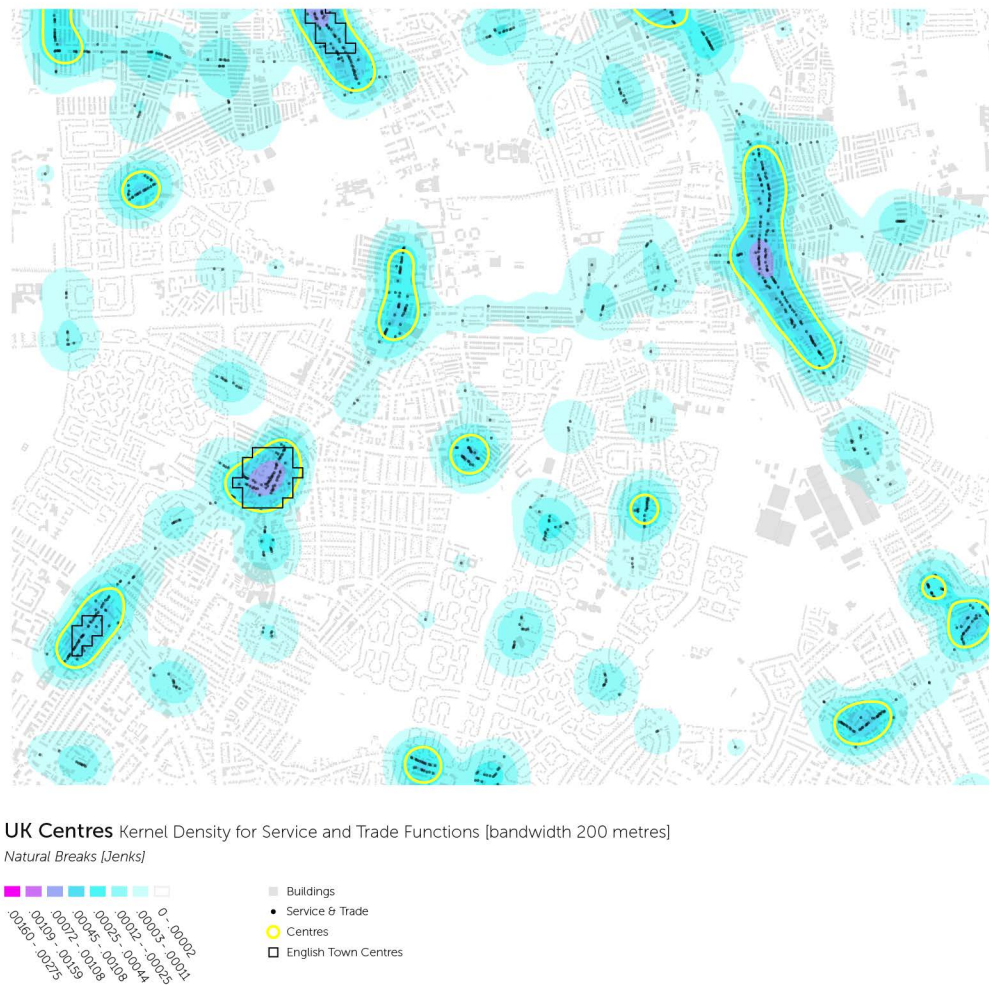 UK Centres Kernel Density for Service and Trade Functions [bandwidth 200 metres]
Natural Breaks [Jenks]
.00160 - .00275
.00109 - .00159
.00072 - .00108
.00045 - .00108
.00025 - .00044
.00012 - .00025
.00003 - .00011
0 - .00002
Buildings
Service & Trade
Centres
English Town Centres